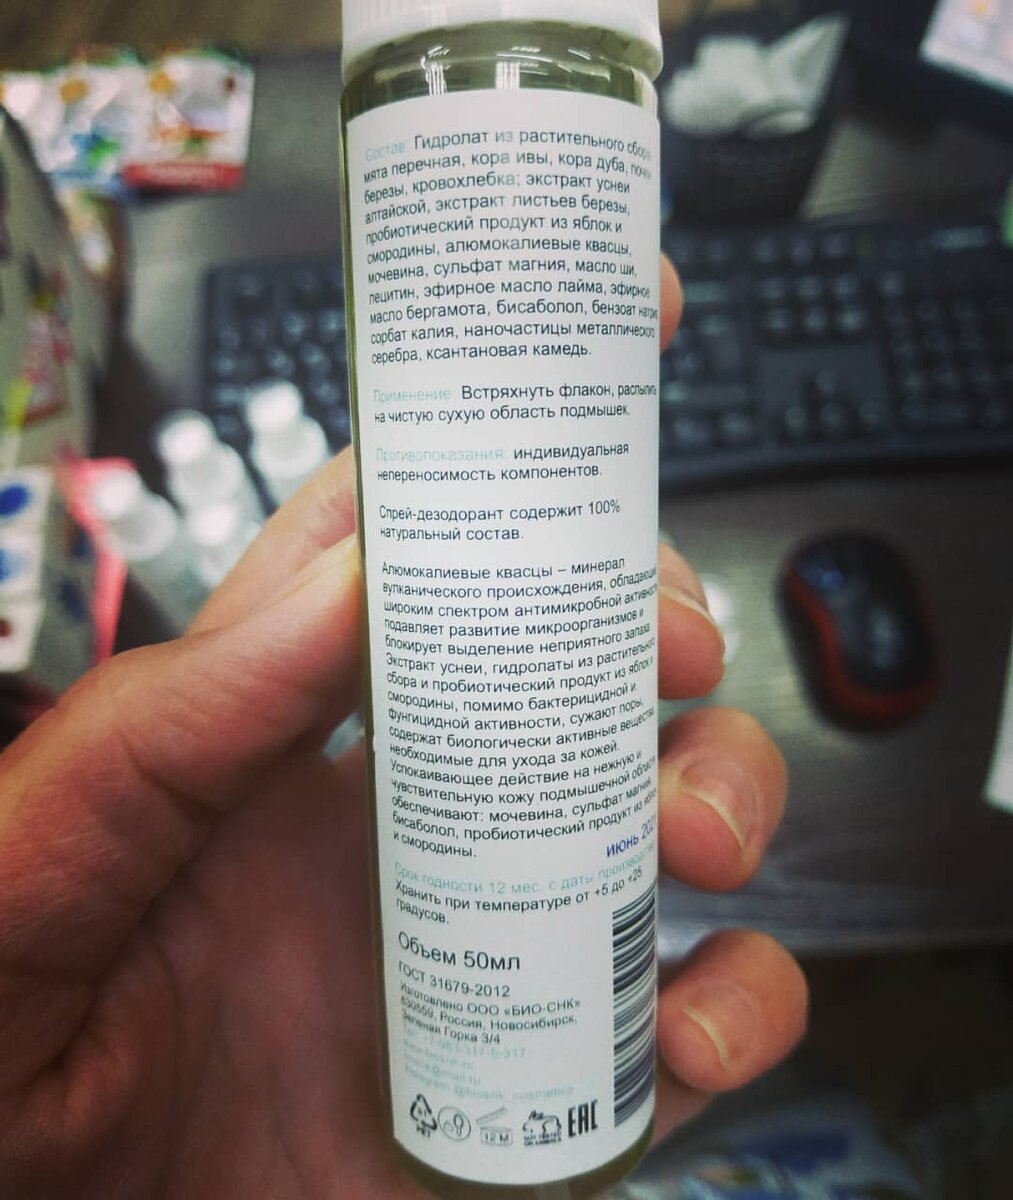 Состав: Гидролат из растительного сбора:
мята перечная, кора ивы, кора дуба, почки
березы, кровохлебка; экстракт уснеи
алтайской, экстракт листьев березы,
пробиотический продукт из яблок и
смородины, алюмокалиевые квасцы,
мочевина, сульфат магния, масло ши,
лецитин, эфирное масло лайма, эфирное
масло бергамота, бисаболол, бензоат натрия,
сорбат калия, наночастицы металлического
серебра, ксантановая камедь.
Применение: Встряхнуть флакон, распылить
на чистую сухую область подмышек.
Противопоказания: индивидуальная
непереносимость компонентов.
Спрей-дезодорант содержит 100%
натуральный состав.
Алюмокалиевые квасцы – минерал
вулканического происхождения, обладающий
широким спектром антимикробной активности,
подавляет развитие микроорганизмов и
блокирует выделение неприятного запаха.
Экстракт уснеи, гидролаты из растительного
сбора и пробиотический продукт из яблок и
смородины, помимо бактерицидной и
фунгицидной активности, сужают поры,
содержат биологически активные вещества,
необходимые для ухода за кожей.
Успокаивающее действие на нежную и
чувствительную кожу подмышечной области
обеспечивают: мочевина, сульфат магния,
бисаболол, пробиотический продукт из яблок
и смородины.
июнь 202
Срок годности 12 мес. с даты производства
Хранить при температуре от +5 до +25
градусов.
Объем 50мл
ГОСТ 31679-2012
Изготовлено ООО «БИО-СНК»
630559, Россия, Новосибирск,
Зеленая Горка 3/4
12 M
NOT TESTED
ON ANIMALS
EAC